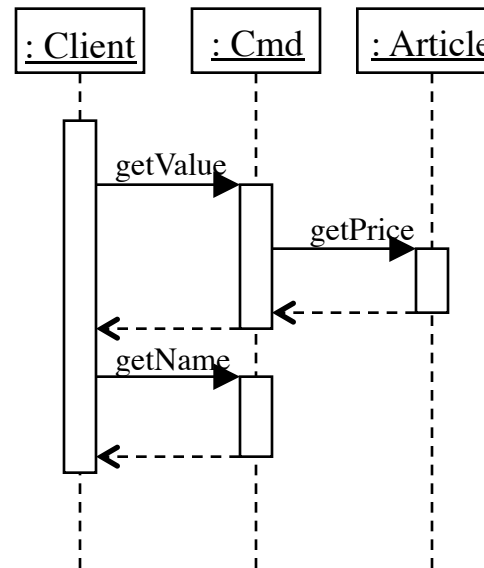 : Client
: Cmd
: Article
getValue
getPrice
getName